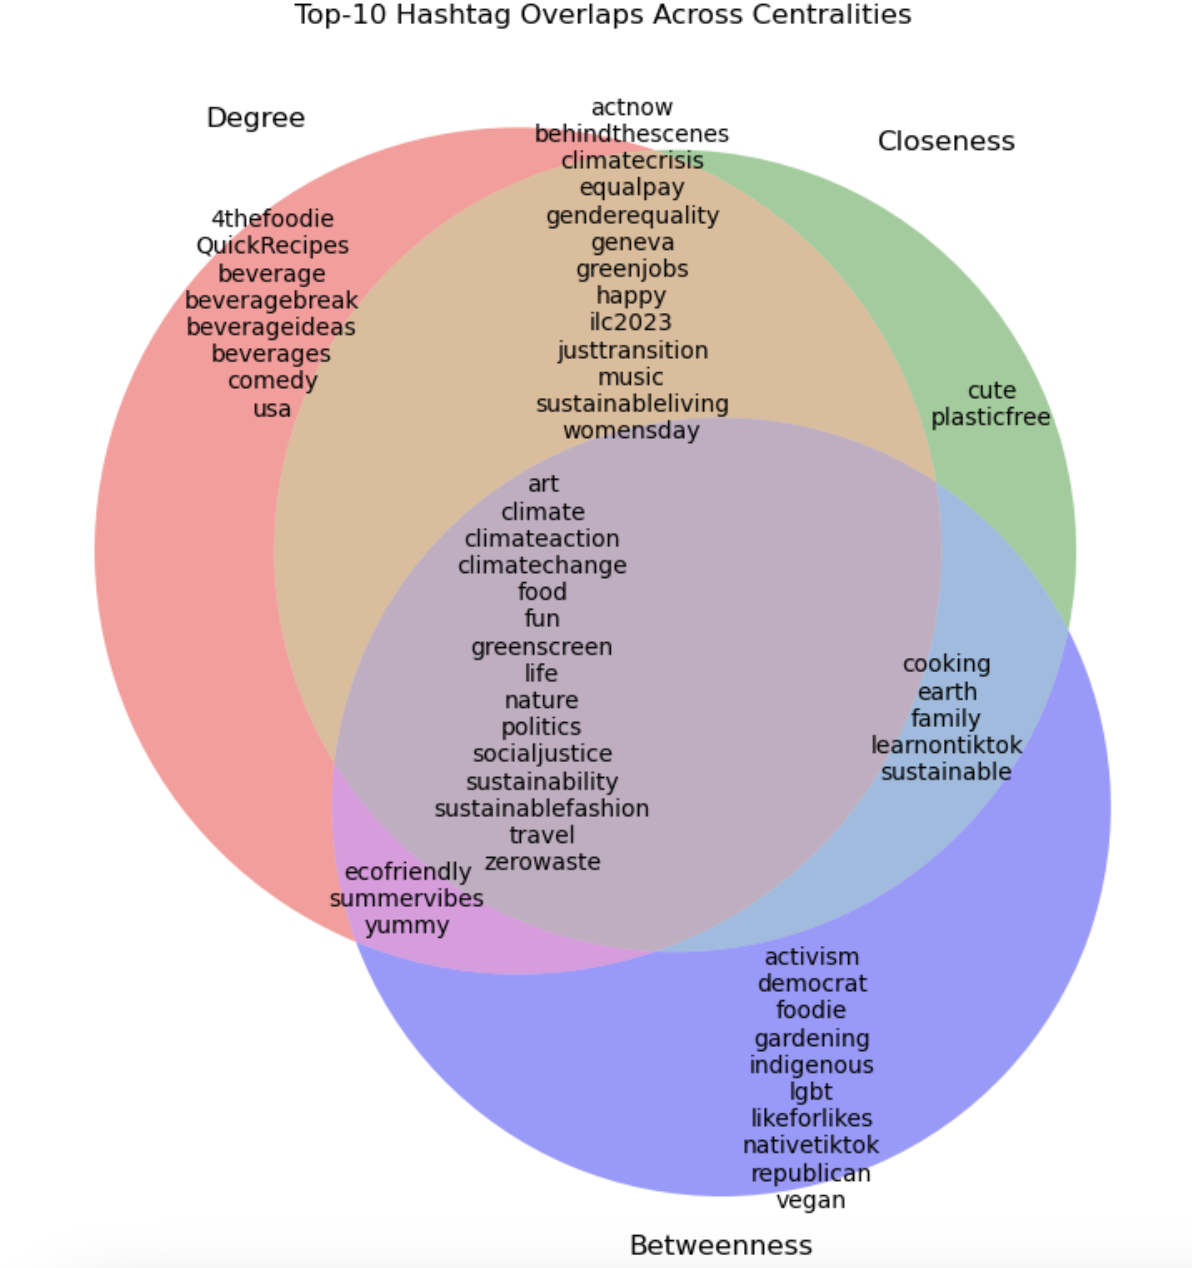 Top-10 Hashtag Overlaps Across Centralities
Degree
Closeness
actnow
behindthescenes
climatecrisis
equalpay
genderequality
geneva
greenjobs
happy
ilc2023
justtransition
music
sustainableliving
womensday
4thefoodie
QuickRecipes
beverage
beveragebreak
beverageideas
beverages
comedy
usa
cute
plasticfree
art
climate
climateaction
climatechange
food
fun
greenscreen
life
nature
politics
socialjustice
sustainability
sustainablefashion
travel
zerowaste
cooking
earth
family
learnontiktok
sustainable
ecofriendly
summervibes
yummy
activism
democrat
foodie
gardening
indigenous
lgbt
likeforlikes
nativetiktok
republican
vegan
Betweenness